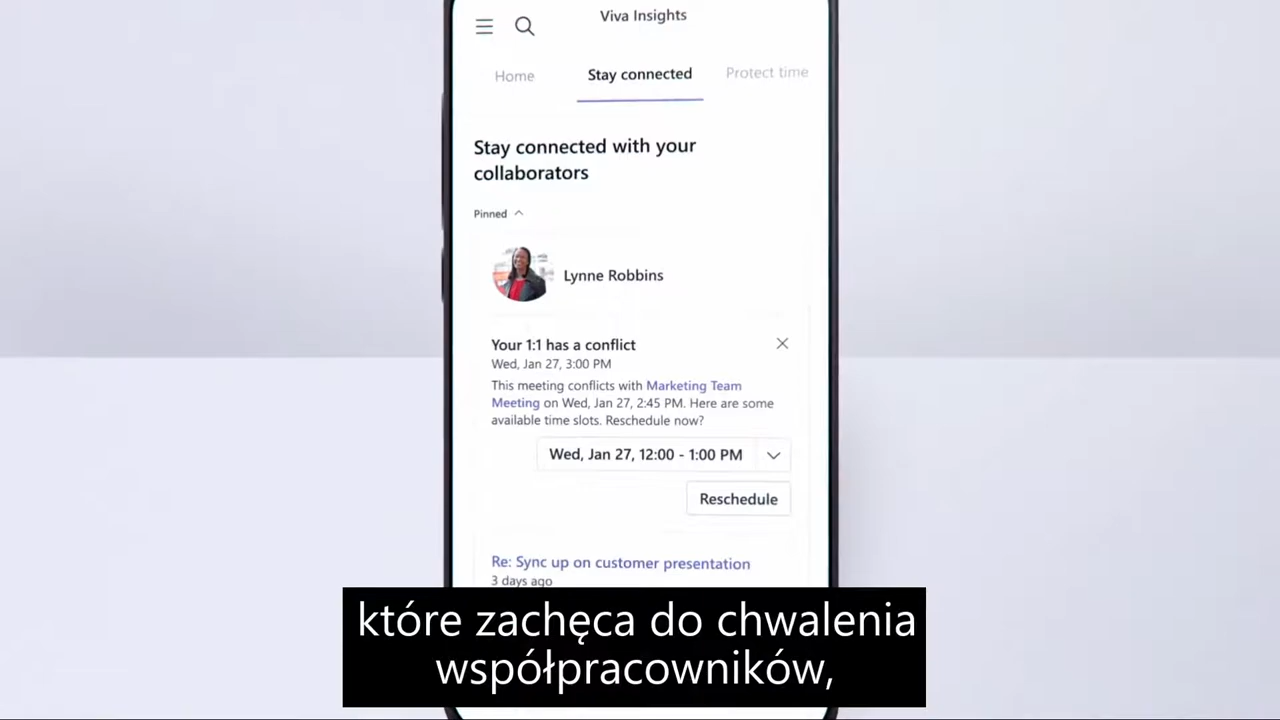 Viva Insights
Home
Stay connected
Protect time
Stay connected with your
collaborators
Pinned
Lynne Robbins
Your 1:1 has a conflict
Wed, Jan 27, 3:00 PM
This meeting conflicts with Marketing Team
Meeting on Wed, Jan 27, 2:45 PM. Here are some
available time slots. Reschedule now?
Wed, Jan 27, 12:00 - 1:00 PM
Reschedule
Re: Sync up on customer presentation
3 days ago
które zachęca do chwalenia
współpracowników,